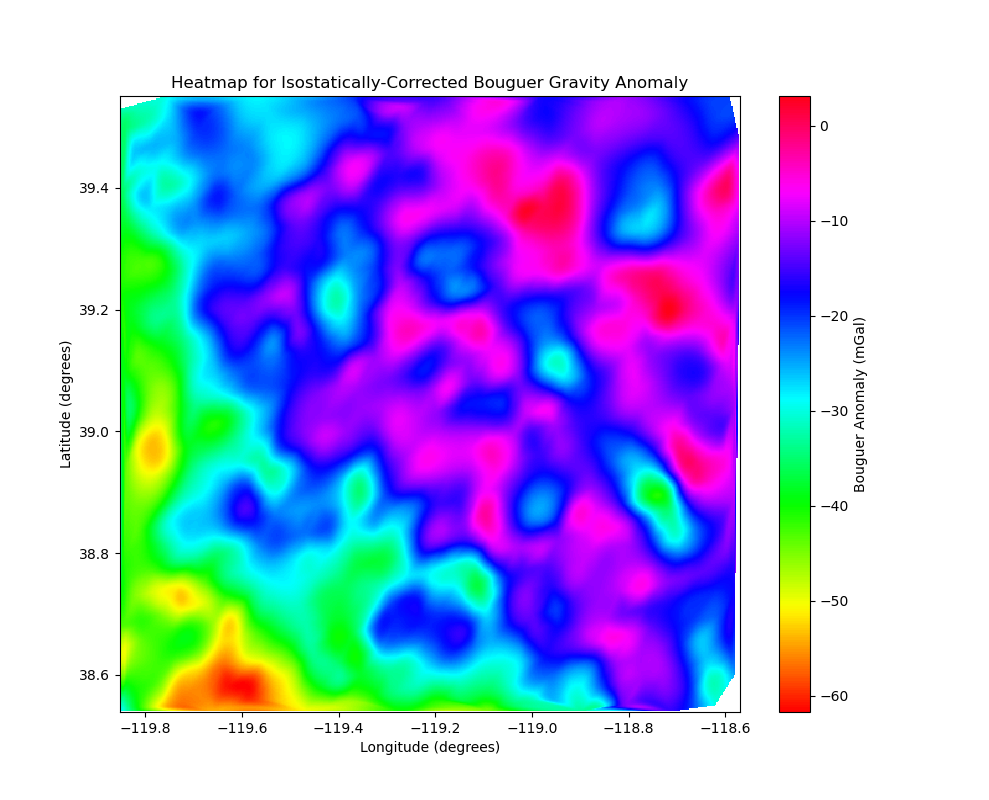 Heatmap for Isostatically-Corrected Bouguer Gravity Anomaly
39.4
39.2
39.0
38.8
38.6
Latitude (degrees)
−119.8 −119.6 −119.4 −119.2 −119.0 −118.8 −118.6
Longitude (degrees)
0
−10
−20
−30
−40
−50
−60
Bouguer Anomaly (mGal)